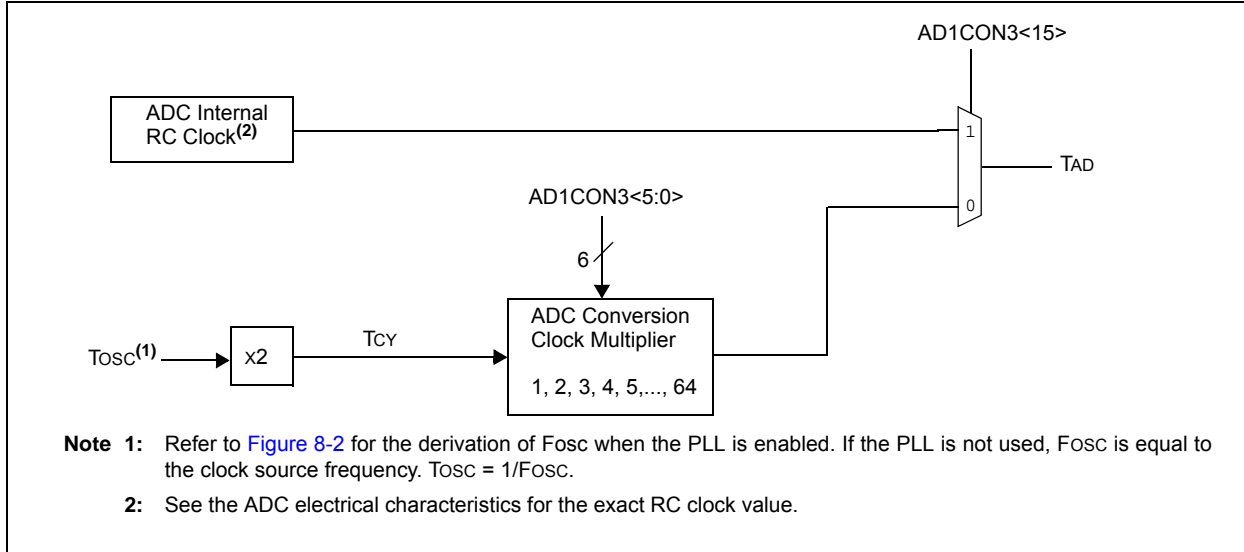 AD1CON3<15>
ADC Internal
RC Clock(2)
1
TAD
AD1CON3<5:0>
0
6
ADC Conversion
Clock Multiplier
TOSC(1)
X2
TCY
1, 2, 3, 4, 5,..., 64
Note 1: Refer to Figure 8-2 for the derivation of Fosc when the PLL is enabled. If the PLL is not used, FOSC is equal to
the clock source frequency. TOSC = 1/FOSC.
2: See the ADC electrical characteristics for the exact RC clock value.